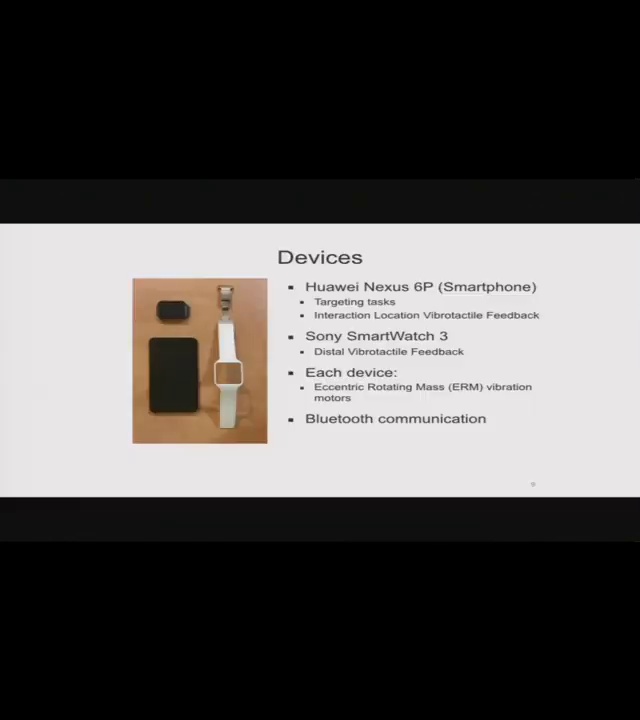 Devices
Huawei Nexus 6P (Smartphone)
Targeting tasks
Interaction Location Vibrotactile Feedback
Sony SmartWatch 3
Distal Vibrotactile Feedback
Each device:
Eccentric Rotating Mass (ERM) vibration
motors
Bluetooth communication